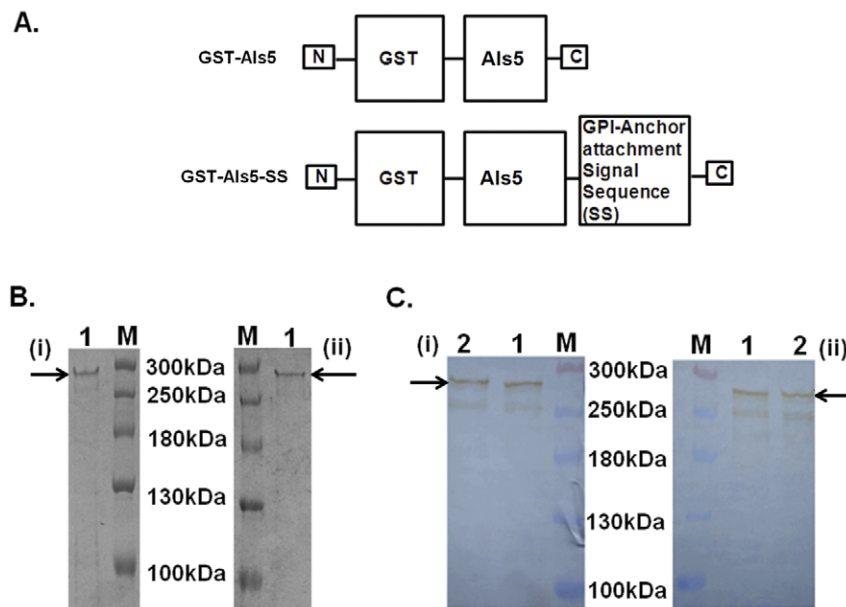 A.
GST-Als5 N GST Als5 C
GST-Als5-SS N GST Als5 GPI-Anchor attachment Signal Sequence (SS) C
B.
(i) 1 M M 1 (ii)
300kDa
250kDa
180kDa
130kDa
100kDa
C.
(i) 2 1 M M 1 2 (ii)
300kDa
250kDa
180kDa
130kDa
100kDa